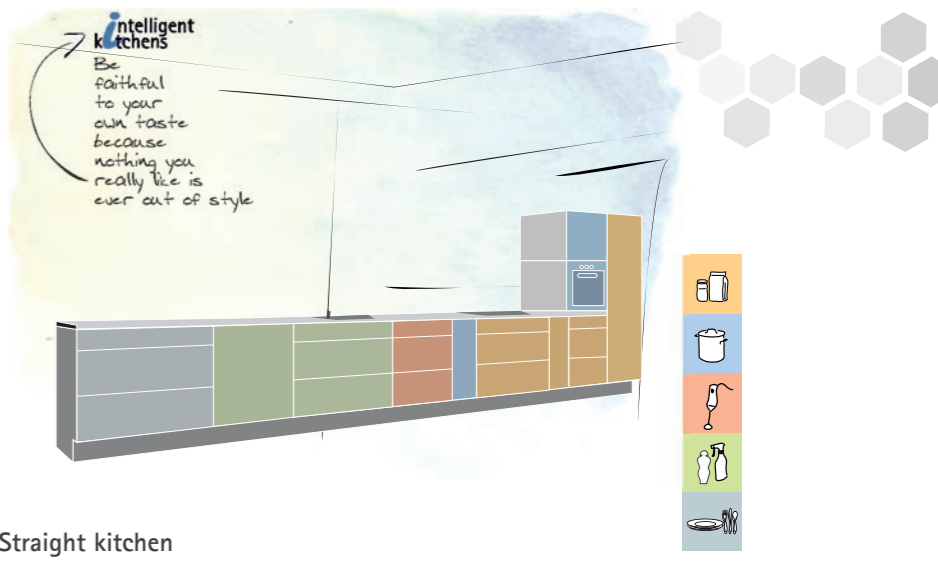 intelligent
kitchens
Be
faithful
to your
own taste
because
nothing you
really like is
ever out of style
Straight kitchen